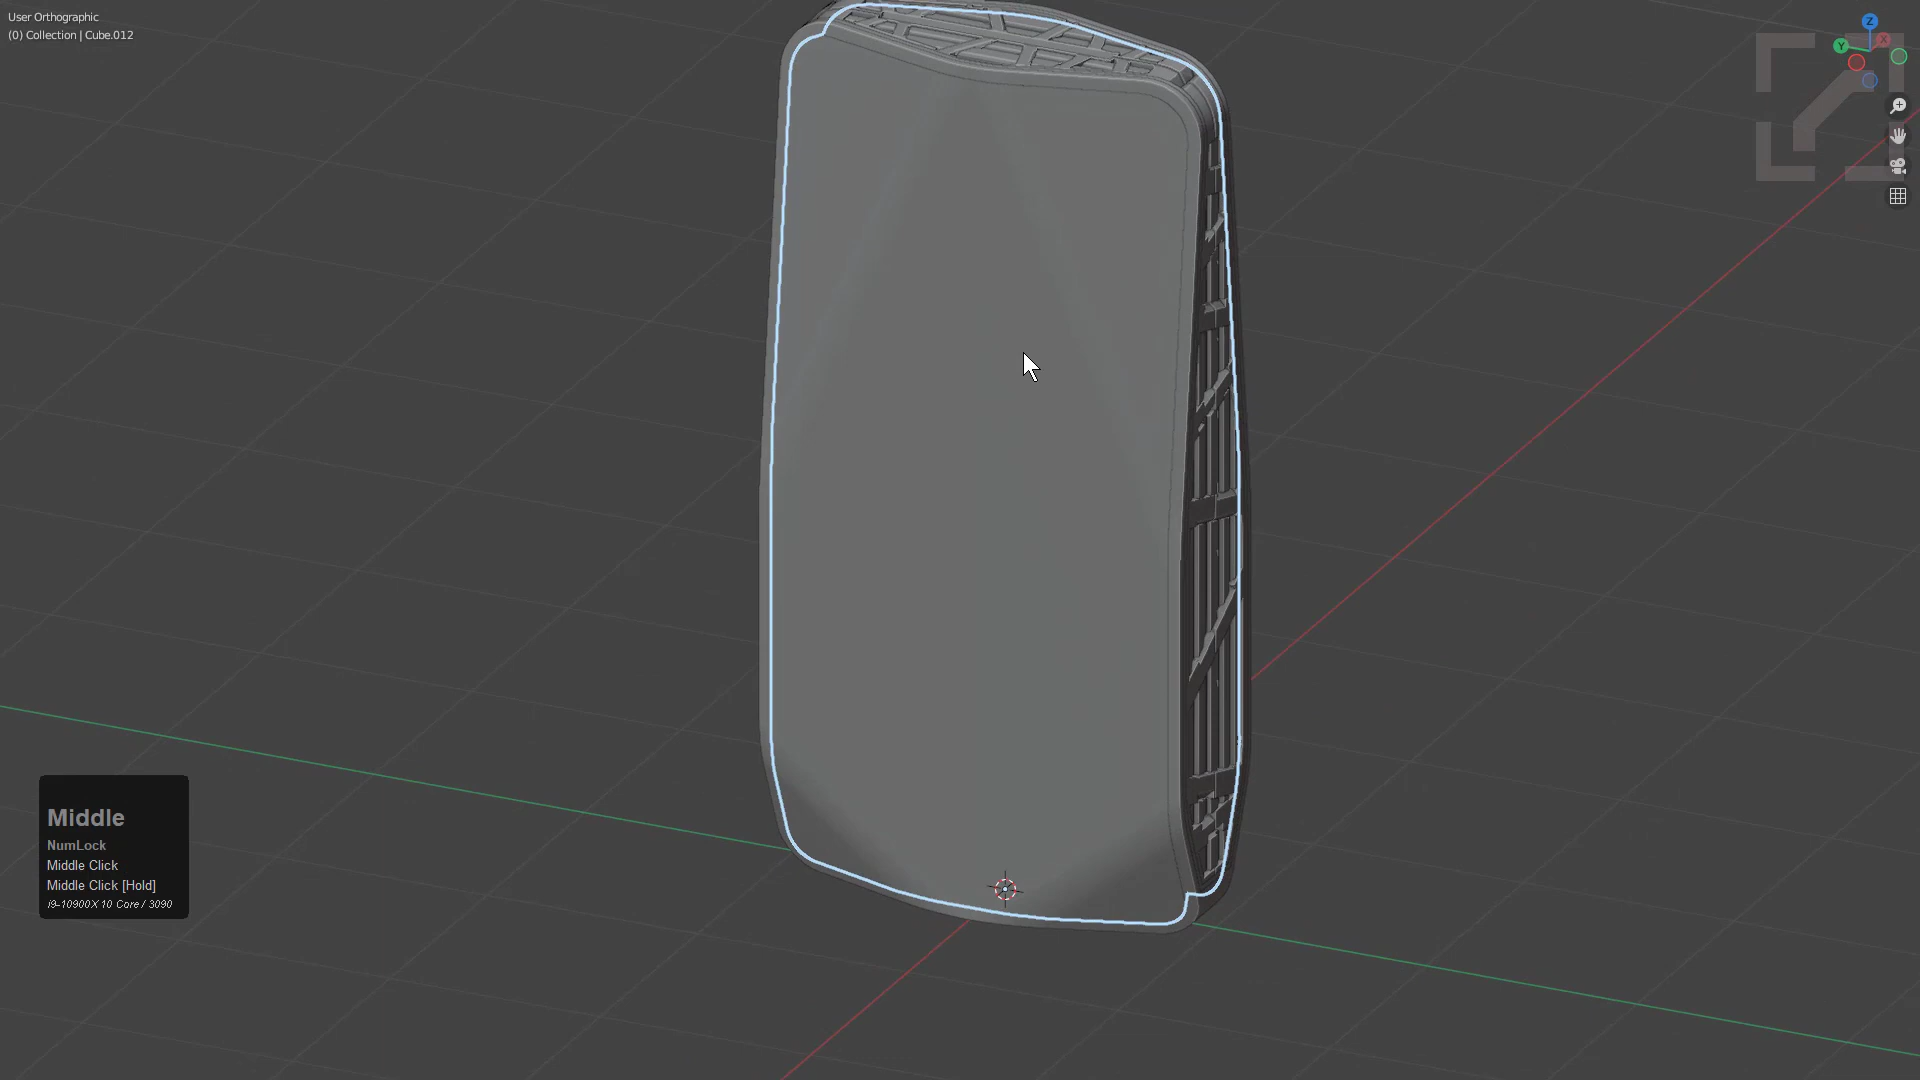 User Orthographic
(0) Collection | Cube.012
Z
Y
X
Middle
NumLock
Middle Click
Middle Click [Hold]
i9-10900X 10 Core / 3090